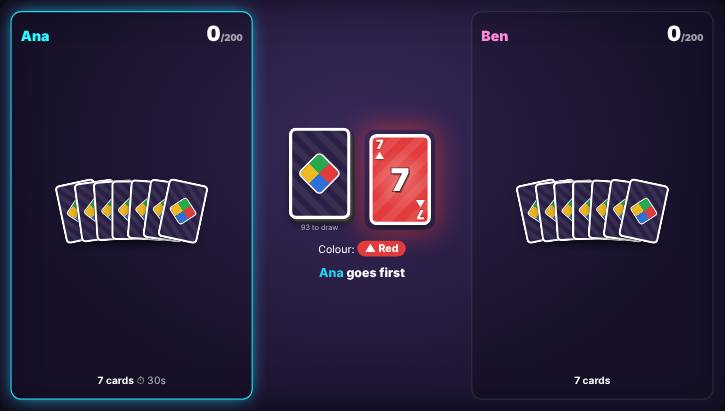 Ana
0/200
Ben
0/200
7
7
7
93 to draw
Colour: ▲ Red
Ana goes first
7 cards ⏱ 30s
7 cards